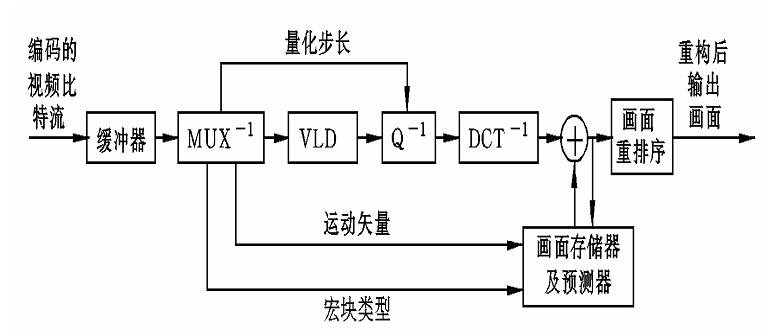 编码的
视频比
特流
量化步长
重构后
输出
画面
缓冲器
MUX⁻¹
VLD
Q⁻¹
DCT⁻¹
+
画面
重排序
运动矢量
画面存储器
及预测器
宏块类型